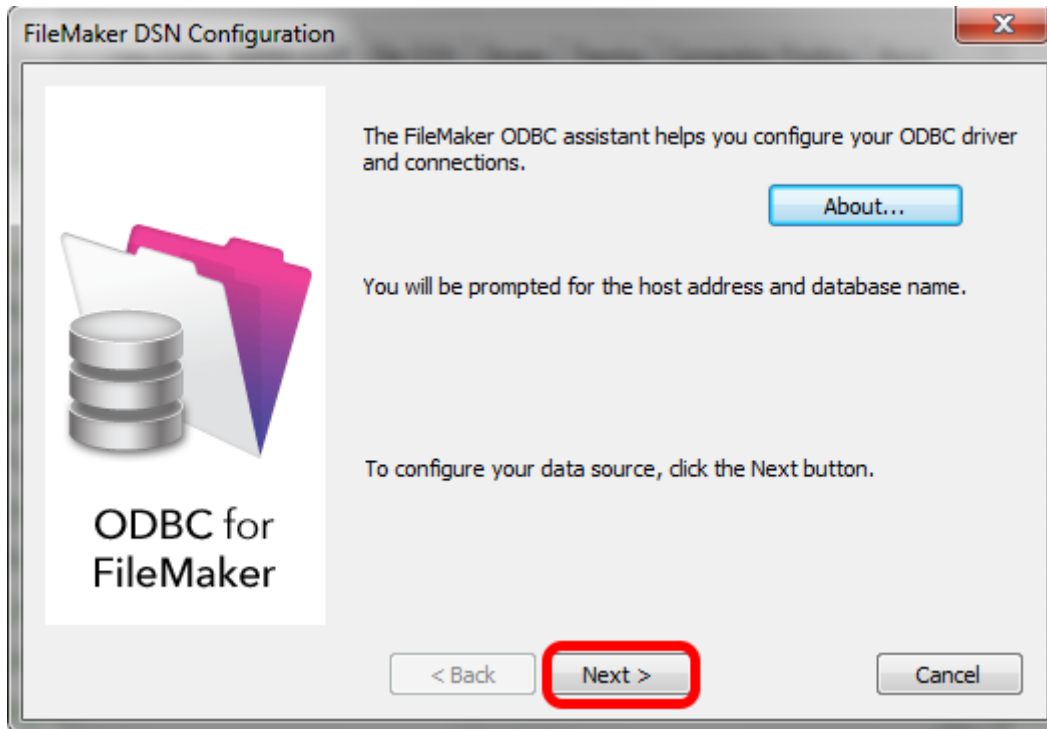 FileMaker DSN Configuration
The FileMaker ODBC assistant helps you configure your ODBC driver
and connections.
About...
You will be prompted for the host address and database name.
To configure your data source, click the Next button.
ODBC for
FileMaker
< Back
Next >
Cancel